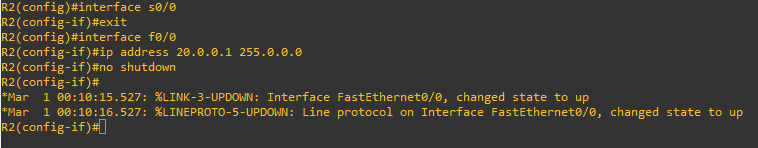 R2(config)#interface s0/0
R2(config-if)#exit
R2(config)#interface f0/0
R2(config-if)#ip address 20.0.0.1 255.0.0.0
R2(config-if)#no shutdown
R2(config-if)#
*Mar  1 00:10:15.527: %LINK-3-UPDOWN: Interface FastEthernet0/0, changed state to up
*Mar  1 00:10:16.527: %LINEPROTO-5-UPDOWN: Line protocol on Interface FastEthernet0/0, changed state to up
R2(config-if)#